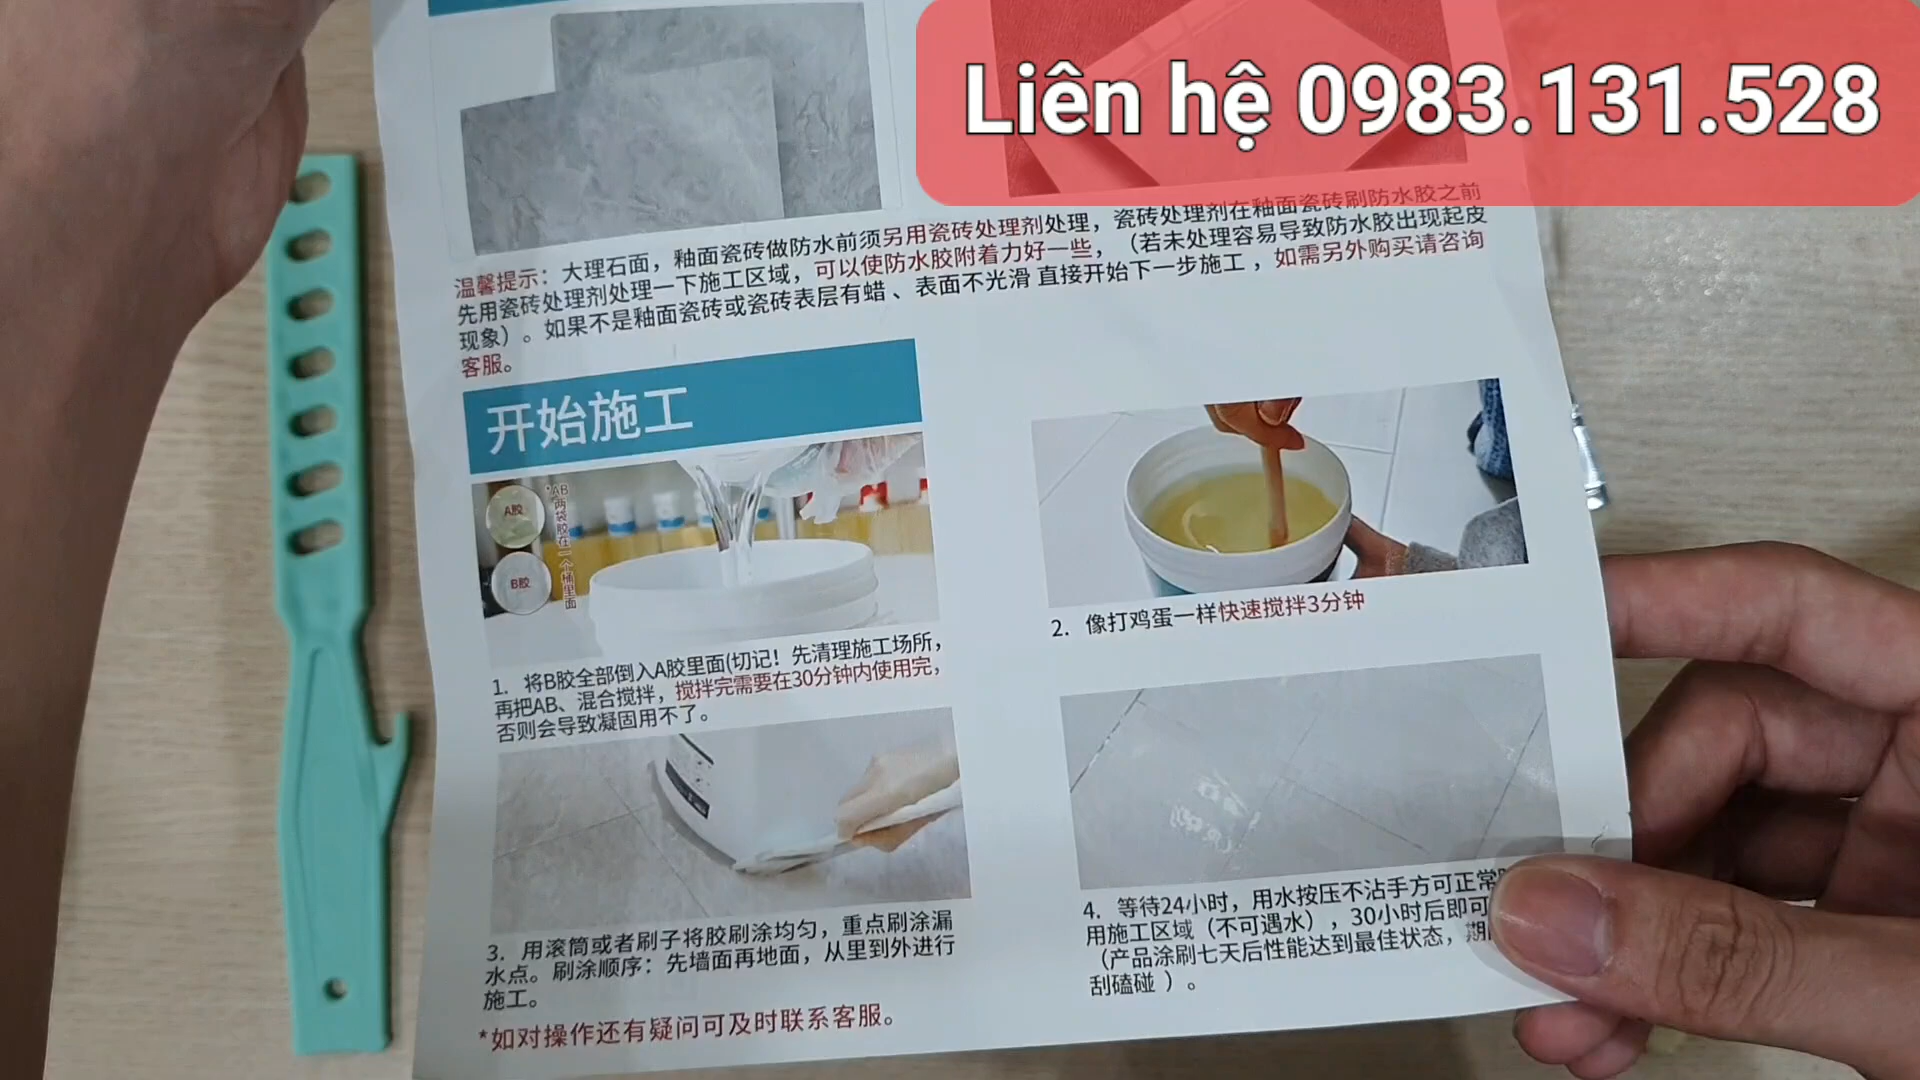 Liên hệ 0983.131.528
温馨提示：大理石面，釉面瓷砖做防水前须另用瓷砖处理剂处理，瓷砖处理剂在釉面瓷砖刷防水胶之前
先用瓷砖处理剂处理一下施工区域，可以使防水胶附着力好一些，（若未处理容易导致防水胶出现起皮
现象）。如果不是釉面瓷砖或瓷砖表层有蜡、表面不光滑 直接开始下一步施工，如需另外购买请咨询
客服。
开始施工
A胶
B胶
*AB两袋胶在一个桶里面
1. 将B胶全部倒入A胶里面(切记！先清理施工场所，
再把AB、混合搅拌，搅拌完需要在30分钟内使用完，
否则会导致凝固用不了。
2. 像打鸡蛋一样快速搅拌3分钟
3. 用滚筒或者刷子将胶刷涂均匀，重点刷涂漏
水点。刷涂顺序：先墙面再地面，从里到外进行
施工。
4. 等待24小时，用水按压不沾手方可正常
用施工区域（不可遇水），30小时后即可
（产品涂刷七天后性能达到最佳状态，期
刮磕碰 ）。
*如对操作还有疑问可及时联系客服。